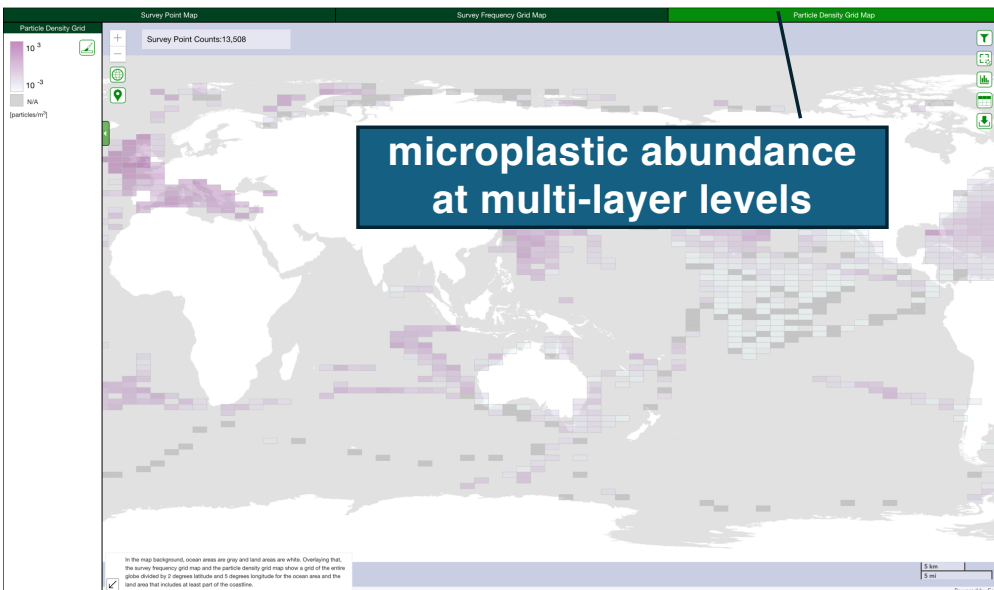 Survey Point Map
Survey Frequency Grid Map
Particle Density Grid Map
Particle Density Grid
10 3
10 -3
N/A
[particles/m3]
+
−
Survey Point Counts:13,508
microplastic abundance
at multi-layer levels
In the map background, ocean areas are gray and land areas are white. Overlaying that,
the survey frequency grid map and the particle density grid map show a grid of the entire
globe divided by 2 degrees latitude and 5 degrees longitude for the ocean area and the
land area that includes at least part of the coastline.
5 km
5 mi